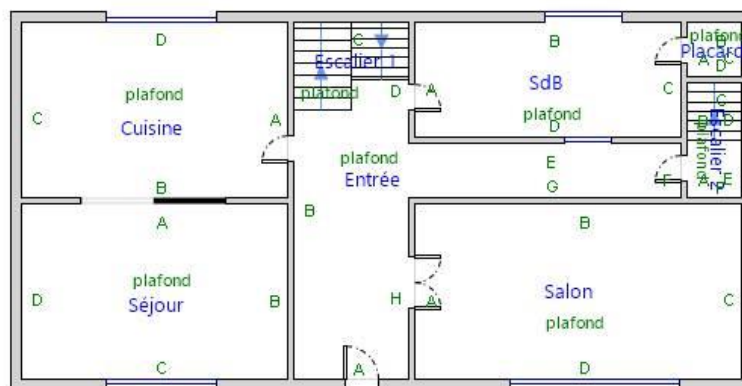 D
plafond
C
Cuisine
A
B
A
plafond
D
Séjour
B
C
C
Escalier 1
plafond
D
plafond
Entrée
B
E
G
F
H
A
B
SdB
A
C
plafond
D
B
plafond
Placard
A
C
D
C
B
D
plafond
Escalier 2
A
E
F
B
A
Salon
C
plafond
D